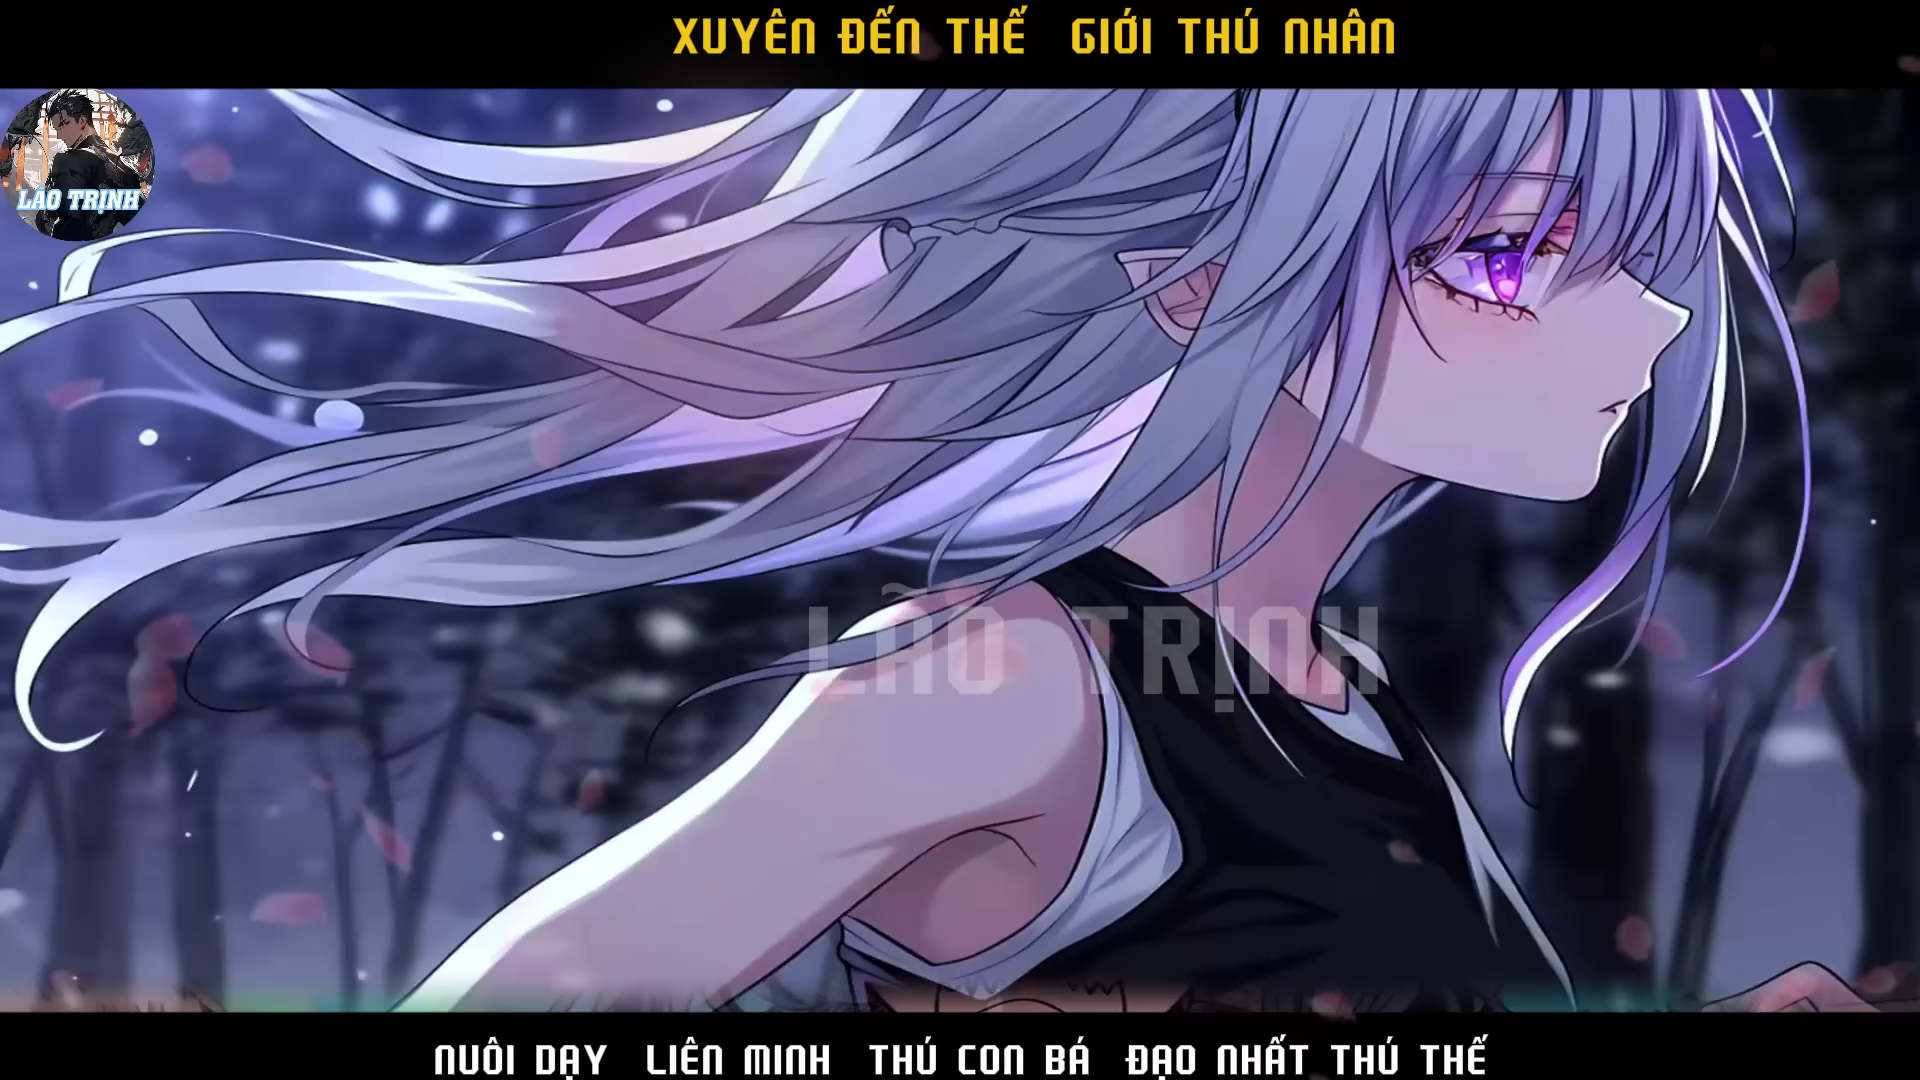 XUYÊN ĐẾN THẾ GIỚI THÚ NHÂN
LÃO TRỊNH
LÃO TRỊNH
NUÔI DẠY LIÊN MINH THÚ CON BÁ ĐẠO NHẤT THÚ THẾ